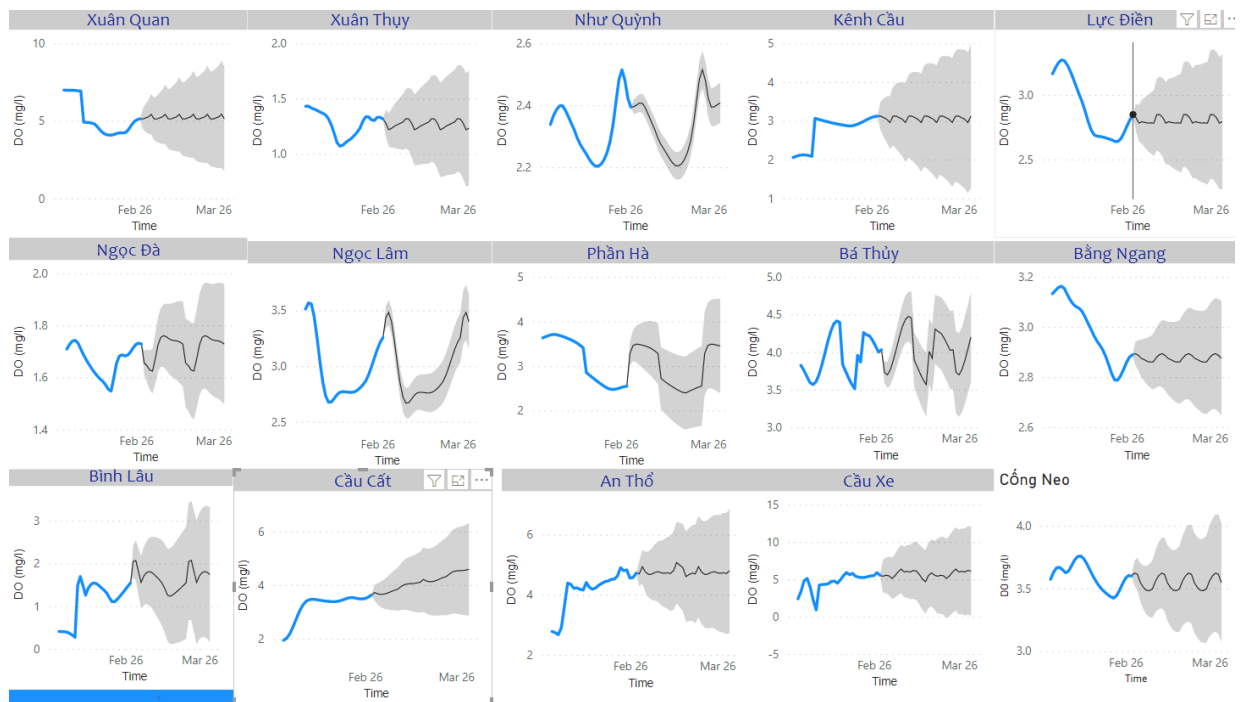 Xuân Quan
10
5
0
DO (mg/l)
Feb 26
Mar 26
Time
Xuân Thụy
2.0
1.5
1.0
DO (mg/l)
Feb 26
Mar 26
Time
Như Quỳnh
2.6
2.4
2.2
DO (mg/l)
Feb 26
Mar 26
Time
Kênh Cầu
5
4
3
2
1
DO (mg/l)
Feb 26
Mar 26
Time
Lực Điền
3.0
2.5
DO (mg/l)
Feb 26
Mar 26
Time
Ngọc Đà
2.0
1.8
1.6
1.4
DO (mg/l)
Feb 26
Mar 26
Time
Ngọc Lâm
3.5
3.0
2.5
DO (mg/l)
Feb 26
Mar 26
Time
Phần Hà
5
4
3
2
DO (mg/l)
Feb 26
Mar 26
Time
Bá Thủy
5.0
4.5
4.0
3.5
3.0
DO (mg/l)
Feb 26
Mar 26
Time
Bằng Ngang
3.2
3.0
2.8
2.6
DO (mg/l)
Feb 26
Mar 26
Time
Bình Lâu
3
2
1
0
DO (mg/l)
Feb 26
Mar 26
Time
Cầu Cất
6
4
2
DO (mg/l)
Feb 26
Mar 26
Time
An Thổ
6
4
2
DO (mg/l)
Feb 26
Mar 26
Time
Cầu Xe
15
10
5
0
-5
DO (mg/l)
Feb 26
Mar 26
Time
Cống Neo
4.0
3.5
3.0
DO (mg/l)
Feb 26
Mar 26
Time